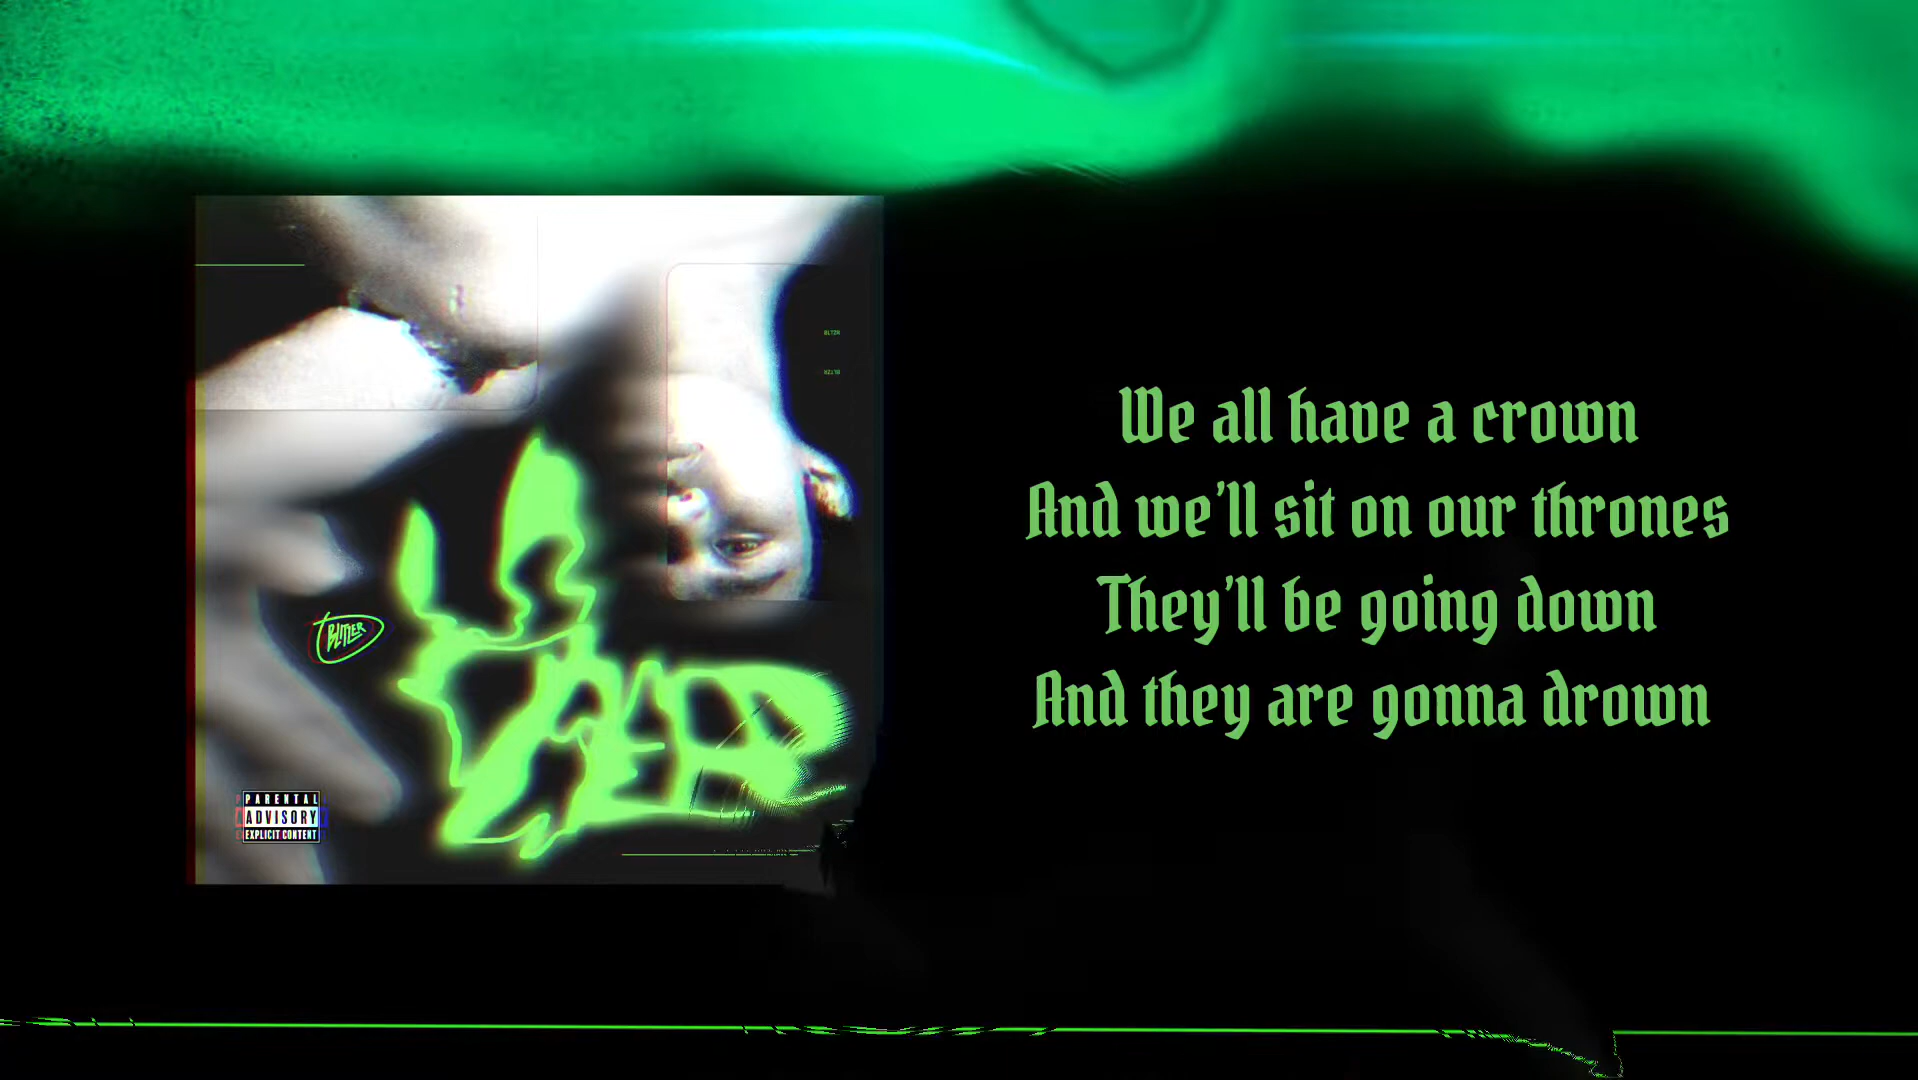 We all have a crown
And we'll sit on our thrones
They'll be going down
And they are gonna drown
PARENTAL
ADVISORY
EXPLICIT CONTENT